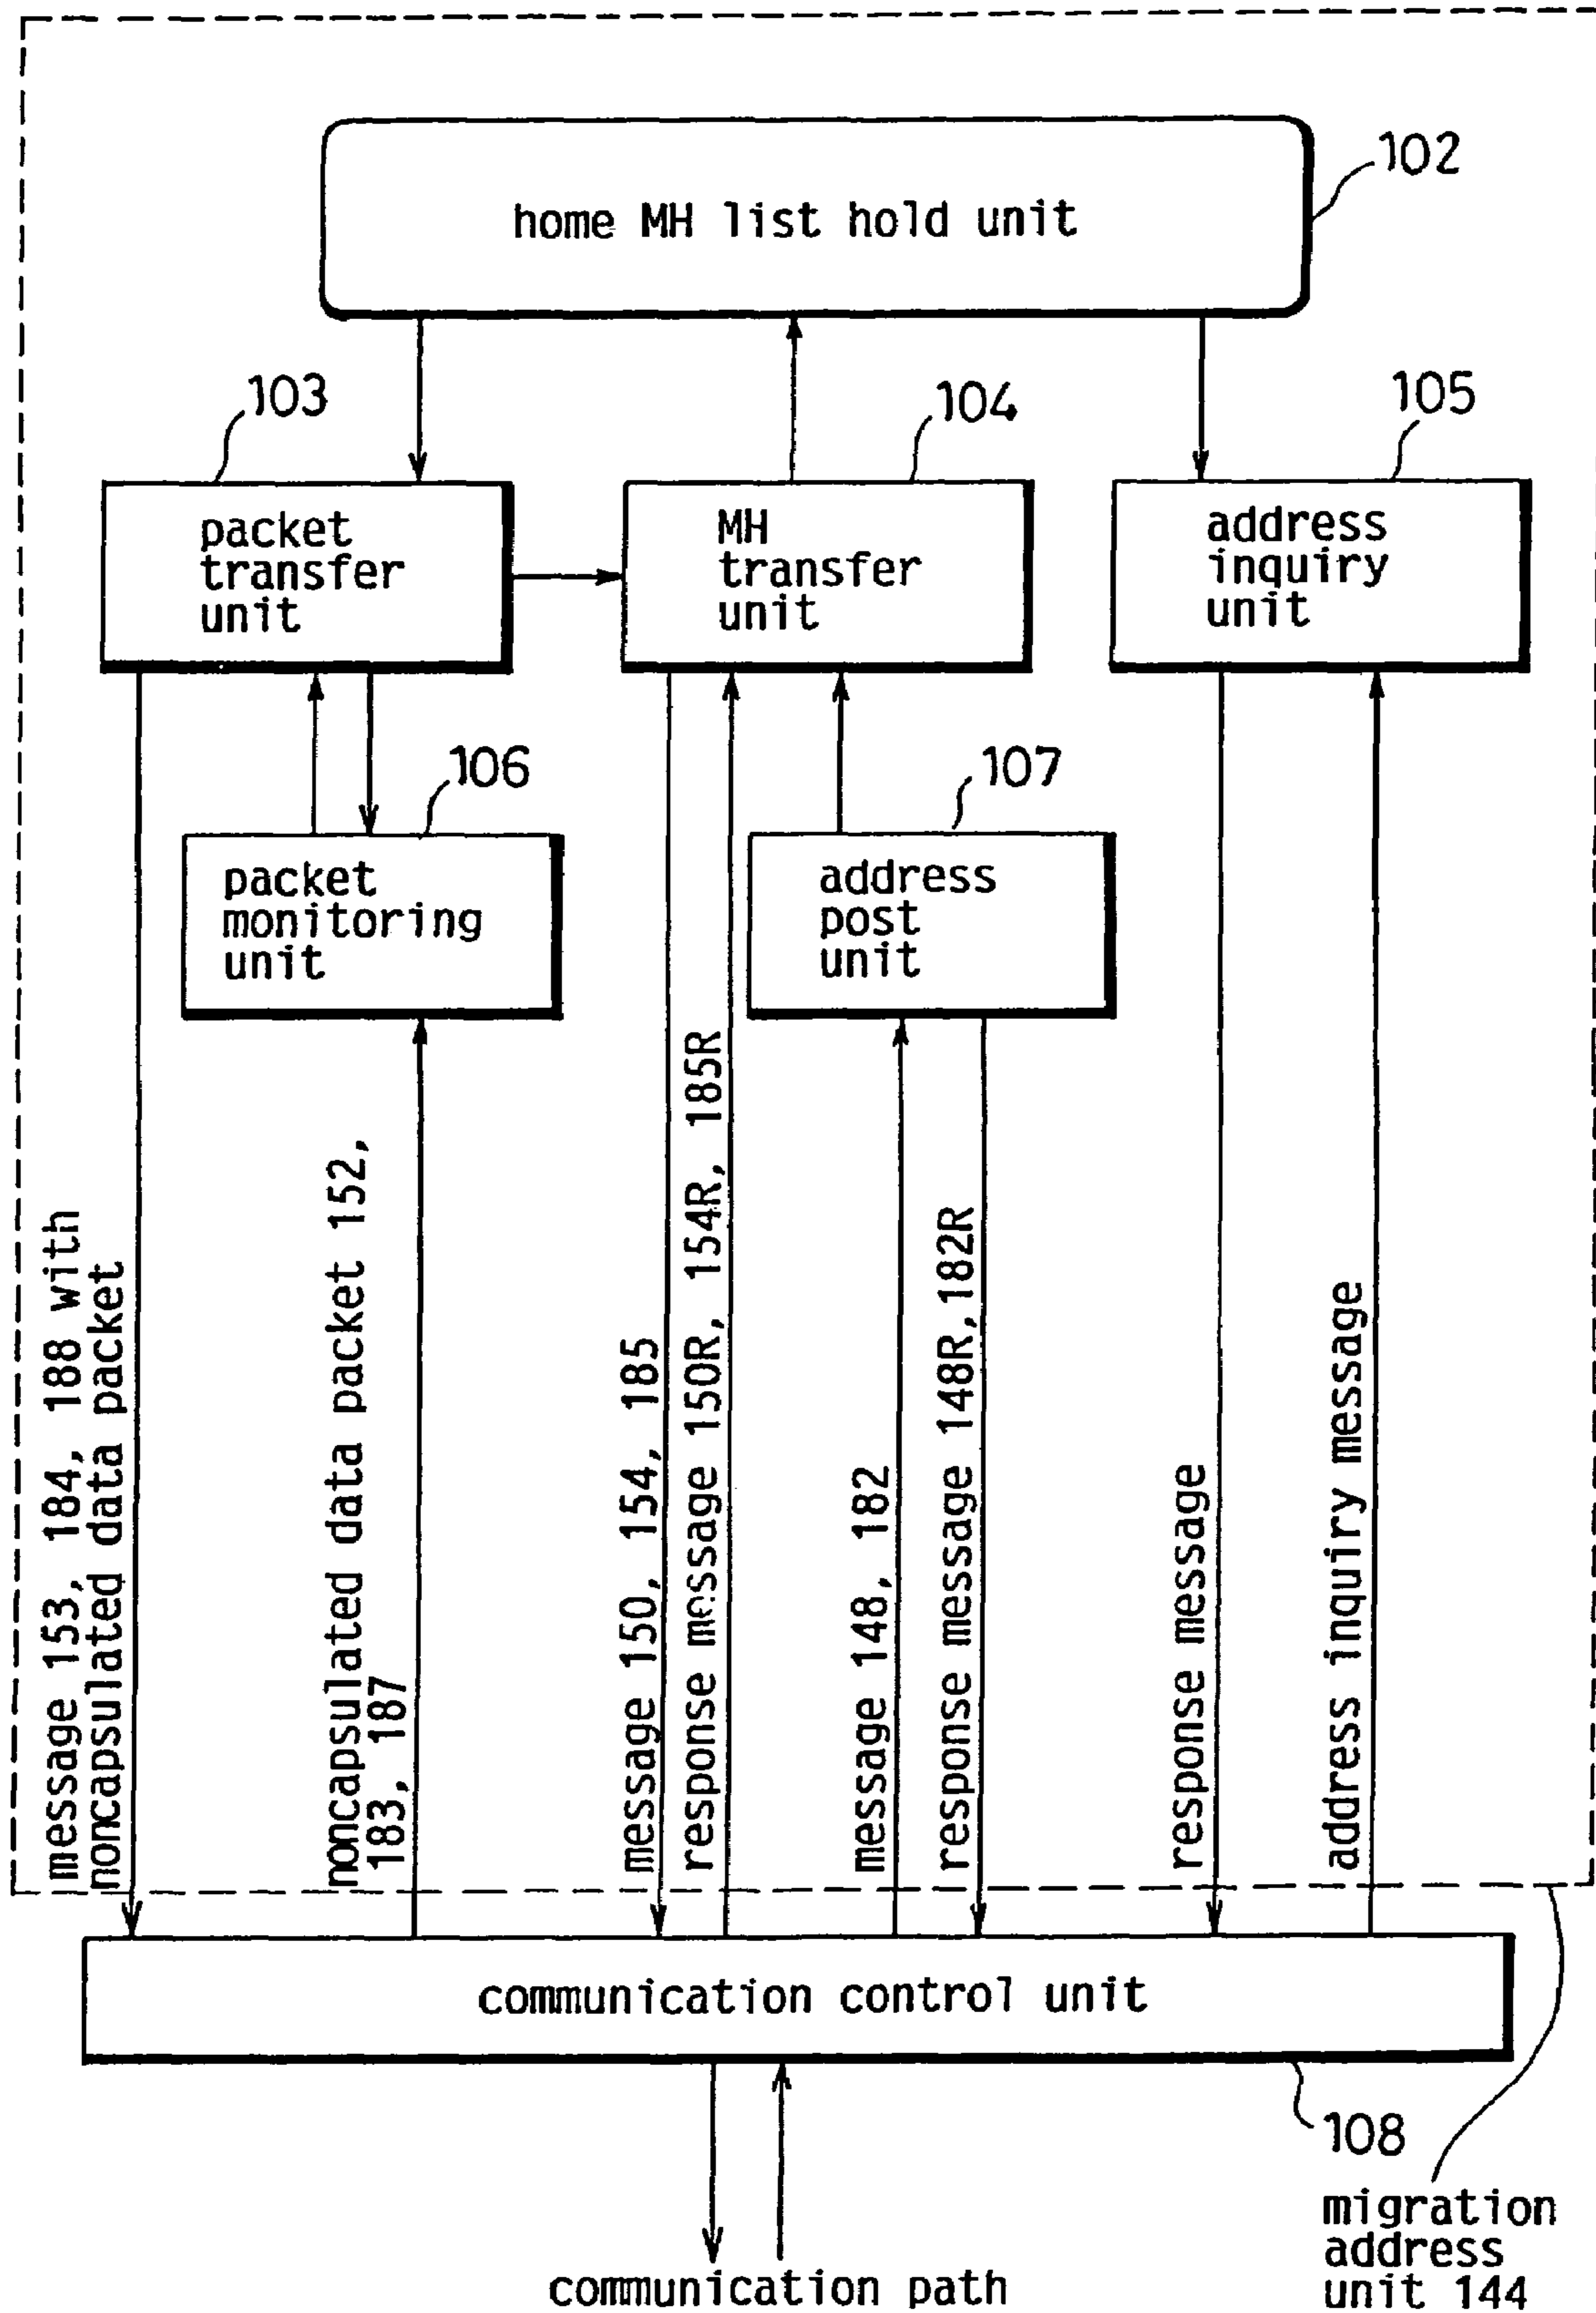 102
home MH list hold unit
103
104
105
packet
transfer
unit
MH
transfer
unit
address
inquiry
unit
106
107
packet
monitoring
unit
address
post
unit
message 153, 184, 188 with
noncapsulated data packet
noncapsulated data packet 152,
183, 187
message 150, 154, 185
response message 150R, 154R, 185R
message 148, 182
response message 148R, 182R
response message
address inquiry message
communication control unit
108
migration
address
unit 144
communication path